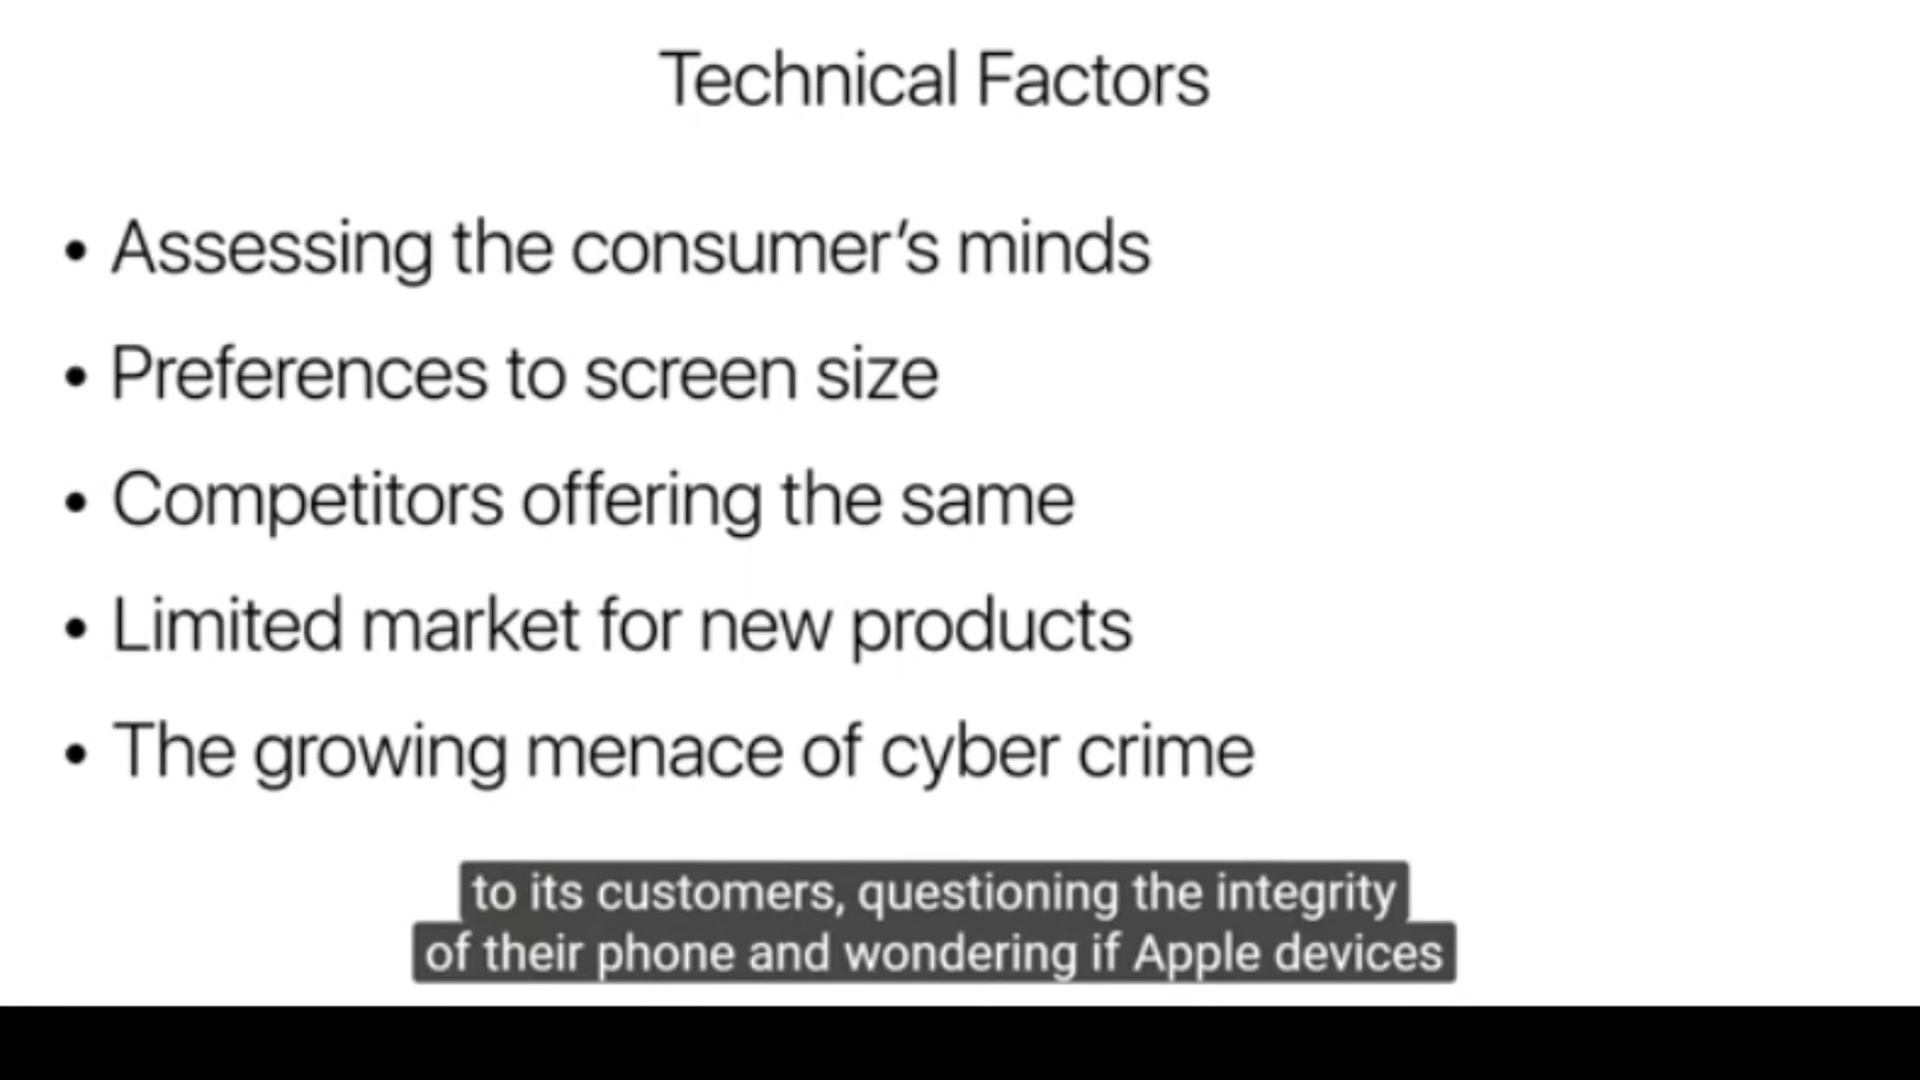 Technical Factors
• Assessing the consumer’s minds
• Preferences to screen size
• Competitors offering the same
• Limited market for new products
• The growing menace of cyber crime
to its customers, questioning the integrity
of their phone and wondering if Apple devices